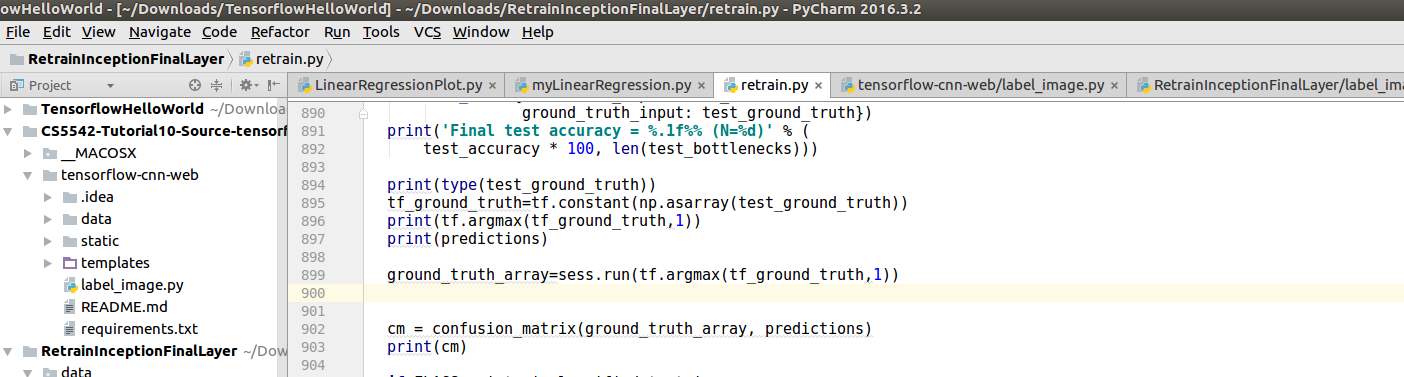 owHelloWorld - [~/Downloads/TensorflowHelloWorld] - ~/Downloads/RetrainInceptionFinalLayer/retrain.py - PyCharm 2016.3.2
File Edit View Navigate Code Refactor Run Tools VCS Window Help
RetrainInceptionFinalLayer retrain.py
Project
LinearRegressionPlot.py × myLinearRegression.py × retrain.py × tensorflow-cnn-web/label_image.py × RetrainInceptionFinalLayer/label_ima
TensorflowHelloWorld ~/Downloa
CS5542-Tutorial10-Source-tensorf
__MACOSX
tensorflow-cnn-web
.idea
data
static
templates
label_image.py
README.md
requirements.txt
RetrainInceptionFinalLayer ~/Dow
data
890 ground_truth_input: test_ground_truth})
891 print('Final test accuracy = %.1f%% (N=%d)' % (
892 test_accuracy * 100, len(test_bottlenecks)))
893
894 print(type(test_ground_truth))
895 tf_ground_truth=tf.constant(np.asarray(test_ground_truth))
896 print(tf.argmax(tf_ground_truth,1))
897 print(predictions)
898
899 ground_truth_array=sess.run(tf.argmax(tf_ground_truth,1))
900
901
902 cm = confusion_matrix(ground_truth_array, predictions)
903 print(cm)
904